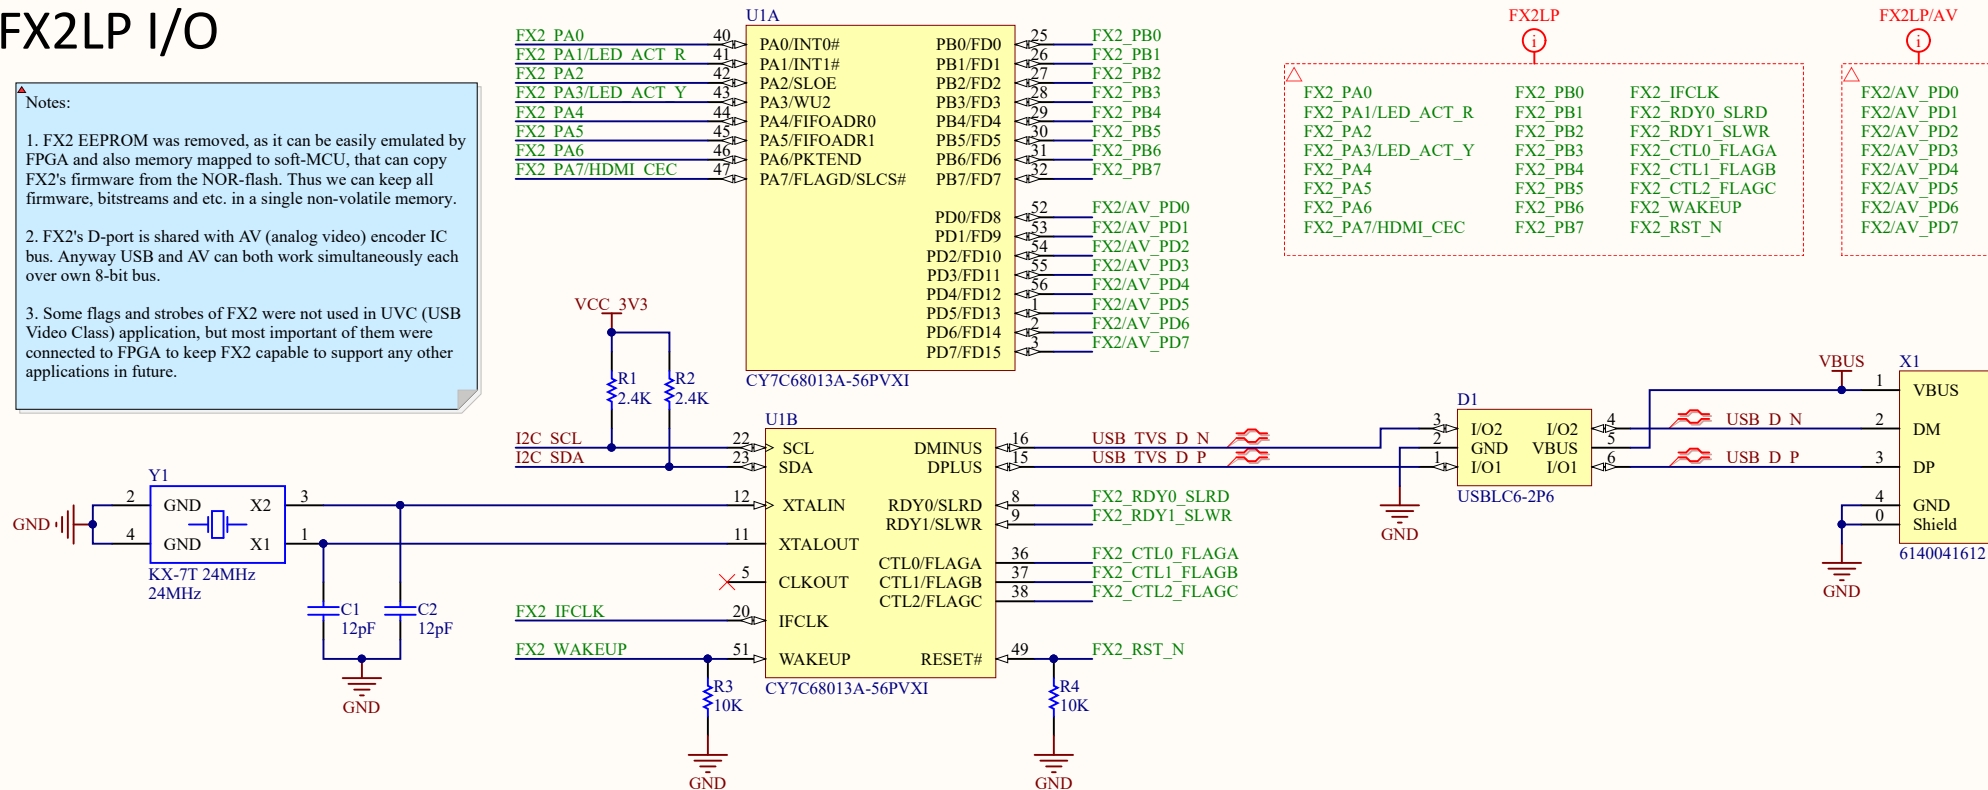 FX2LP I/O
Notes:
1. FX2 EEPROM was removed, as it can be easily emulated by
FPGA and also memory mapped to soft-MCU, that can copy
FX2's firmware from the NOR-flash. Thus we can keep all
firmware, bitstreams and etc. in a single non-volatile memory.
2. FX2's D-port is shared with AV (analog video) encoder IC
bus. Anyway USB and AV can both work simultaneously each
over own 8-bit bus.
3. Some flags and strobes of FX2 were not used in UVC (USB
Video Class) application, but most important of them were
connected to FPGA to keep FX2 capable to support any other
applications in future.
U1A
FX2_PA0 40 PA0/INT0# PB0/FD0 25 FX2_PB0
FX2_PA1/LED_ACT_R 41 PA1/INT1# PB1/FD1 26 FX2_PB1
FX2_PA2 42 PA2/SLOE PB2/FD2 27 FX2_PB2
FX2_PA3/LED_ACT_Y 43 PA3/WU2 PB3/FD3 28 FX2_PB3
FX2_PA4 44 PA4/FIFOADR0 PB4/FD4 29 FX2_PB4
FX2_PA5 45 PA5/FIFOADR1 PB5/FD5 30 FX2_PB5
FX2_PA6 46 PA6/PKTEND PB6/FD6 31 FX2_PB6
FX2_PA7/HDMI_CEC 47 PA7/FLAGD/SLCS# PB7/FD7 32 FX2_PB7
PD0/FD8 52 FX2/AV_PD0
PD1/FD9 53 FX2/AV_PD1
PD2/FD10 54 FX2/AV_PD2
PD3/FD11 55 FX2/AV_PD3
PD4/FD12 56 FX2/AV_PD4
PD5/FD13 1 FX2/AV_PD5
PD6/FD14 2 FX2/AV_PD6
PD7/FD15 3 FX2/AV_PD7
CY7C68013A-56PVXI
FX2LP
i
FX2_PA0 FX2_PB0 FX2_IFCLK
FX2_PA1/LED_ACT_R FX2_PB1 FX2_RDY0_SLRD
FX2_PA2 FX2_PB2 FX2_RDY1_SLWR
FX2_PA3/LED_ACT_Y FX2_PB3 FX2_CTL0_FLAGA
FX2_PA4 FX2_PB4 FX2_CTL1_FLAGB
FX2_PA5 FX2_PB5 FX2_CTL2_FLAGC
FX2_PA6 FX2_PB6 FX2_WAKEUP
FX2_PA7/HDMI_CEC FX2_PB7 FX2_RST_N
FX2LP/AV
i
FX2/AV_PD0
FX2/AV_PD1
FX2/AV_PD2
FX2/AV_PD3
FX2/AV_PD4
FX2/AV_PD5
FX2/AV_PD6
FX2/AV_PD7
VCC_3V3
R1 R2
2.4K 2.4K
U1B
I2C_SCL 22 SCL DMINUS 16 USB_TVS_D_N
I2C_SDA 23 SDA DPLUS 15 USB_TVS_D_P
12 XTALIN RDY0/SLRD 8 FX2_RDY0_SLRD
RDY1/SLWR 9 FX2_RDY1_SLWR
11 XTALOUT
CTL0/FLAGA 36 FX2_CTL0_FLAGA
5 CLKOUT CTL1/FLAGB 37 FX2_CTL1_FLAGB
CTL2/FLAGC 38 FX2_CTL2_FLAGC
FX2_IFCLK 20 IFCLK
FX2_WAKEUP 51 WAKEUP RESET# 49 FX2_RST_N
CY7C68013A-56PVXI
Y1
2 GND X2 3
GND
4 GND X1 1
KX-7T 24MHz
24MHz
C1 C2
12pF 12pF
GND
R3
10K
GND
R4
10K
GND
D1
3 I/O2 I/O2 4
2 GND VBUS 5
1 I/O1 I/O1 6
USBLC6-2P6
GND
VBUS
USB_D_N
USB_D_P
X1
1 VBUS
2 DM
3 DP
4 GND
0 Shield
6140041612
GND